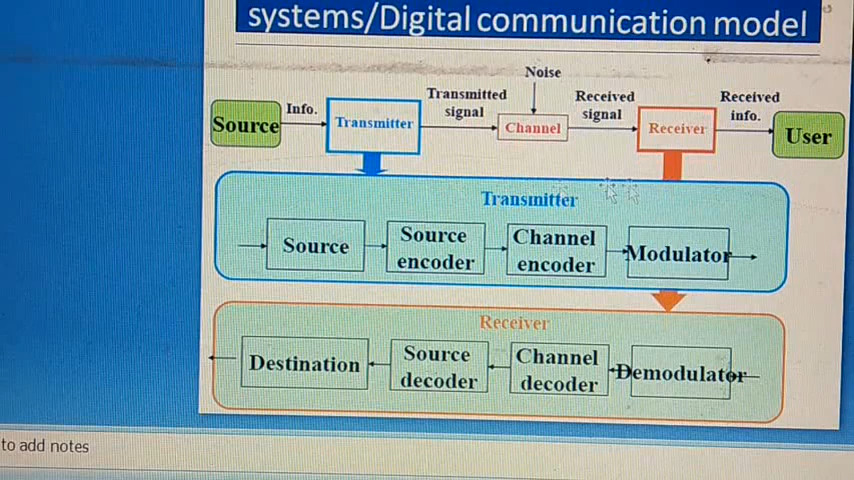 systems/Digital communication model
Noise
Info.
Transmitted
signal
Received
signal
Received
info.
Source
Transmitter
Channel
Receiver
User
Transmitter
Source
Source
encoder
Channel
encoder
Modulator
Receiver
Destination
Source
decoder
Channel
decoder
Demodulator
to add notes